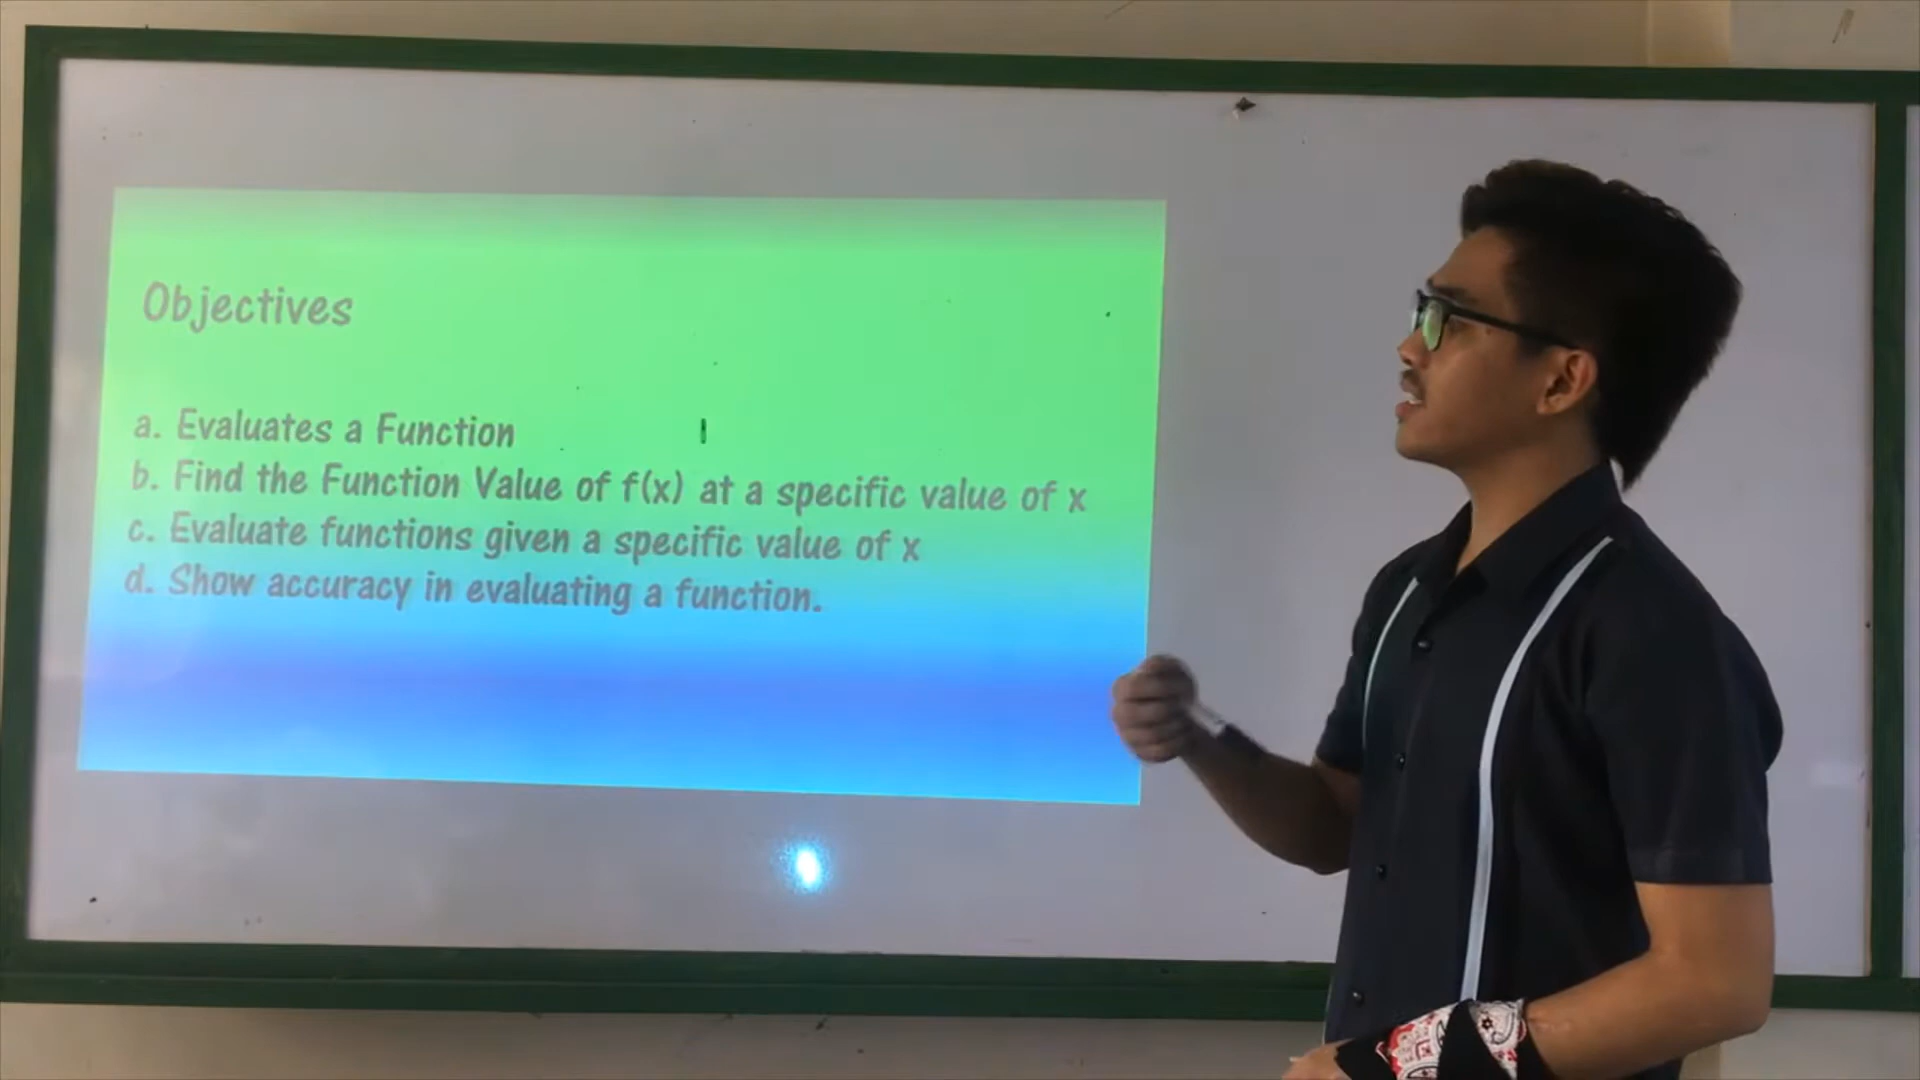 Objectives
a. Evaluates a Function
b. Find the Function Value of f(x) at a specific value of x
c. Evaluate functions given a specific value of x
d. Show accuracy in evaluating a function.